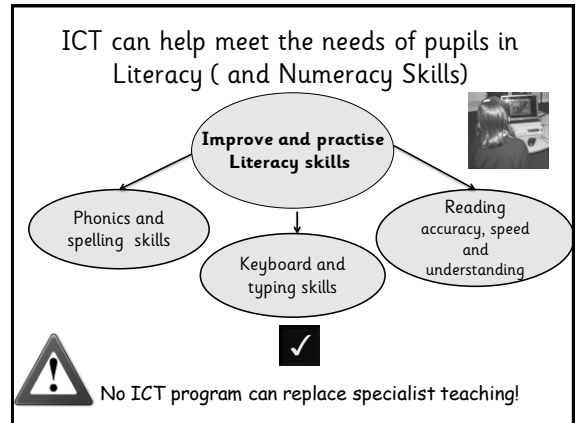 ICT can help meet the needs of pupils in
Literacy ( and Numeracy Skills)
Improve and practise
Literacy skills
Phonics and
spelling skills
Keyboard and
typing skills
Reading
accuracy, speed
and
understanding
No ICT program can replace specialist teaching!